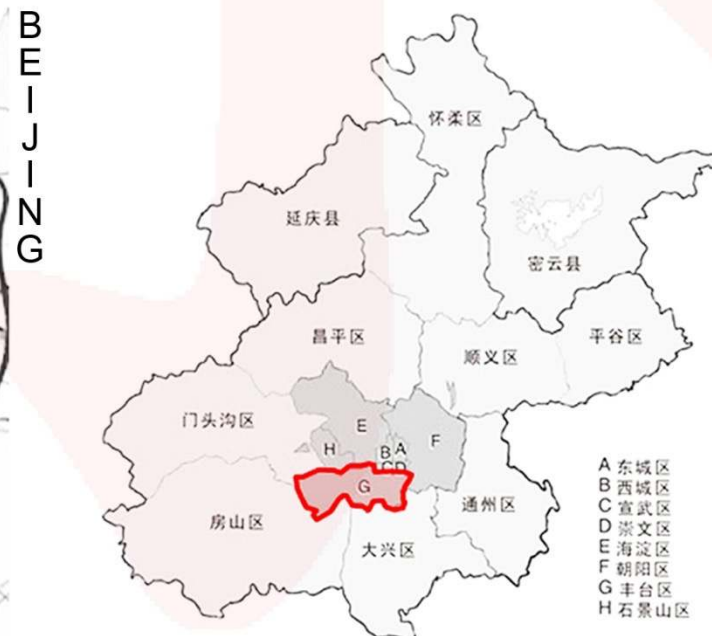 BEIJING
怀柔区
延庆县
密云县
昌平区
顺义区
平谷区
门头沟区
E
F
H
B A
C D
G
房山区
通州区
大兴区
A 东城区
B 西城区
C 宣武区
D 崇文区
E 海淀区
F 朝阳区
G 丰台区
H 石景山区